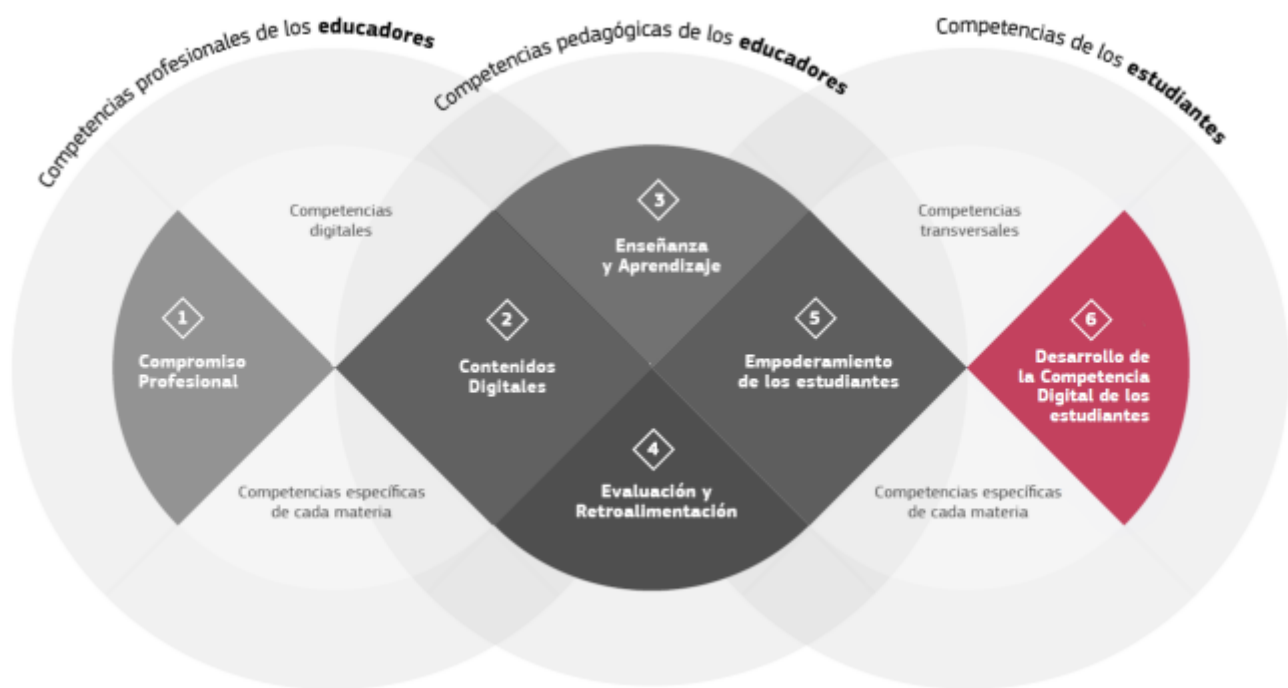 Competencias profesionales de los educadores
Competencias pedagógicas de los educadores
Competencias de los estudiantes
Competencias
digitales
Competencias
transversales
3
Enseñanza
y Aprendizaje
1
Compromiso
Profesional
2
Contenidos
Digitales
5
Empoderamiento
de los estudiantes
6
Desarrollo de
la Competencia
Digital de los
estudiantes
4
Evaluación y
Retroalimentación
Competencias específicas
de cada materia
Competencias específicas
de cada materia